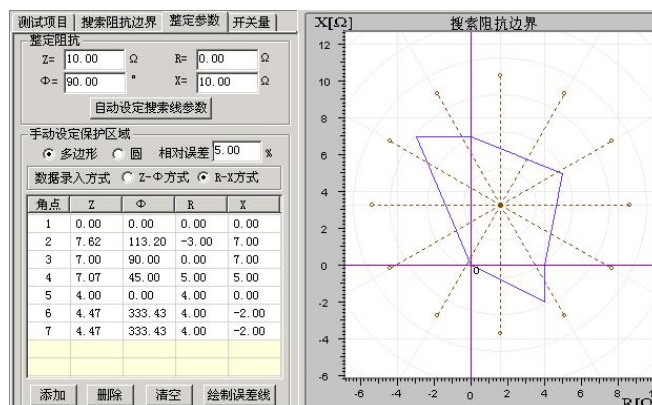 测试项目 搜索阻抗边界 整定参数 开关量
整定阻抗
Z= 10.00 Ω R= 0.00 Ω
Φ= 90.00 ° X= 10.00 Ω
自动设定搜索线参数
手动设定保护区域
多边形 圆 相对误差 5.00 %
数据录入方式 Z-Φ方式 R-X方式
角点 Z Φ R X
1 0.00 0.00 0.00 0.00
2 7.62 113.20 -3.00 7.00
3 7.00 90.00 0.00 7.00
4 7.07 45.00 5.00 5.00
5 4.00 0.00 4.00 0.00
6 4.47 333.43 4.00 -2.00
7 4.47 333.43 4.00 -2.00
添加 删除 清空 绘制误差线
X[Ω] 搜索阻抗边界
12
10
8
6
4
2
0
0
-2
-4
-6
-6 -4 -2 0 2 4 6 8
R[Ω]